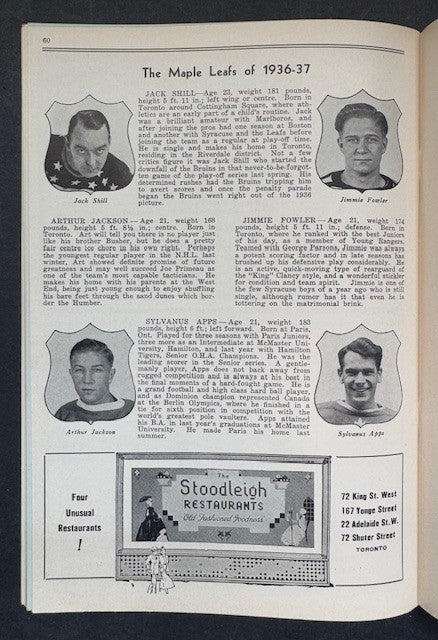 60
The Maple Leafs of 1936-37
JACK SHILL—Age 23, weight 181 pounds,
height 5 ft. 11 in.; left wing or centre. Born in
Toronto around Cottingham Square, where ath-
letics are an early part of a child's routine. Jack
was a brilliant amateur with Marlboros, and
after joining the pros had one season at Boston
and another with Syracuse and the Leafs before
joining the team as a regular at play-off time.
He is single and makes his home in Toronto,
residing in the Riverdale district. Not a few
critics figure it was Jack Shill who started the
downfall of the Bruins in that never-to-be-forgot-
ten game of the play-off series last spring. His
determined rushes had the Bruins tripping him
to avert scores and once the penalty parade
began the Bruins went right out of the 1936
picture.
Jack Shill
Jimmie Fowler
ARTHUR JACKSON—Age 21, weight 168
pounds, height 5 ft. 8½ in.; centre. Born in
Toronto. Art will tell you there is no player just
like his brother Busher, but he does a pretty
fair centre ice chore in his own right. Perhaps
the youngest regular player in the N.H.L. last
winter, Art showed definite promise of future
greatness and may well succeed Joe Primeau as
one of the team's most capable tacticians. He
makes his home with his parents at the West
End, being just young enough to enjoy shuffling
his bare feet through the sand dunes which bor-
der the Humber.
JIMMIE FOWLER—Age 21, weight 174
pounds, height 5 ft. 11 in.; defense. Born in
Toronto, where he ranked with the best Juniors
of his day, as a member of Young Rangers.
Teamed with George Parsons, Jimmie was always
a potent scoring factor and in late seasons has
brushed up his defensive play considerably. He
is an active, quick-moving type of rearguard of
the "King" Clancy style, and a wonderful stickler
for condition and team spirit. Jimmie is one of
the few Syracuse boys of a year ago who is still
single, although rumor has it that even he is
tottering on the matrimonial brink.
SYLVANUS APPS—Age 21, weight 183
pounds, height 6 ft.; left forward. Born at Paris,
Ont. Played for three seasons with Paris Juniors,
three more as an Intermediate at McMaster Uni-
versity, Hamilton, and last year with Hamilton
Tigers, Senior O.H.A. Champions. He was the
leading scorer in the Senior series. A gentle-
manly player, Apps does not back away from
rugged competition and is always at his best in
the final moments of a hard-fought game. He is
a grand football and high class hard ball player,
and as Dominion champion represented Canada
at the Berlin Olympics, where he finished in a
tie for sixth position in competition with the
world's greatest pole vaulters. Apps attained
his B.A. in last year's graduations at McMaster
University. He made Paris his home last
summer.
Arthur Jackson
Sylvanus Apps
Four
Unusual
Restaurants
!
The
Stoodleigh
RESTAURANTS
Old Fashioned Goodness
72 King St. West
167 Yonge Street
22 Adelaide St. W.
72 Shuter Street
TORONTO